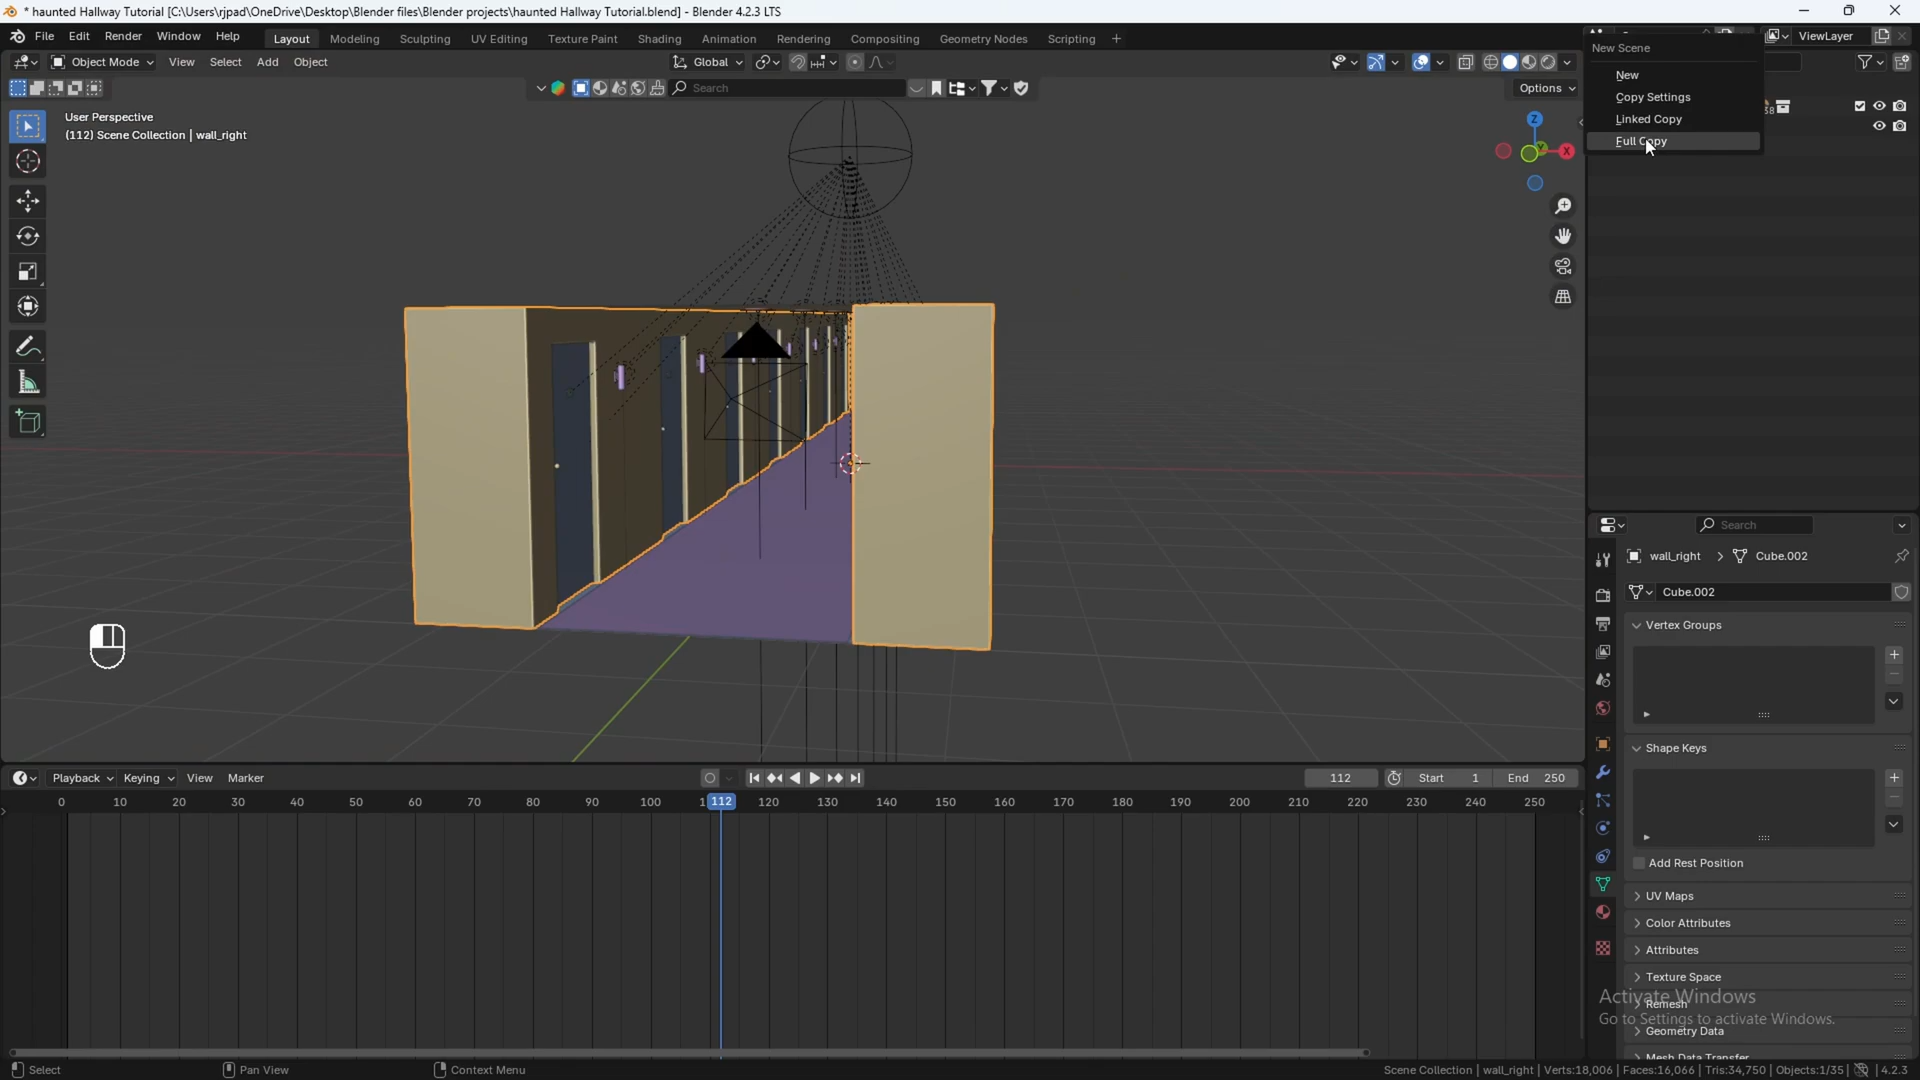 * haunted Hallway Tutorial [C:\Users\rjpad\OneDrive\Desktop\Blender files\Blender projects\haunted Hallway Tutorial.blend] - Blender 4.2.3 LTS
File Edit Render Window Help Layout Modeling Sculpting UV Editing Texture Paint Shading Animation Rendering Compositing Geometry Nodes Scripting + ViewLayer
New Scene
New
Copy Settings
Linked Copy
Full Copy
Object Mode View Select Add Object Global
Search Options
User Perspective
(112) Scene Collection | wall_right
Z
X
Search
wall_right > Cube.002
Cube.002
Vertex Groups
Shape Keys
Add Rest Position
UV Maps
Color Attributes
Attributes
Texture Space
Remesh
Geometry Data
Mesh Data Transfer
Activate Windows
Go to Settings to activate Windows.
Playback Keying View Marker 112 Start 1 End 250
0 10 20 30 40 50 60 70 80 90 100 112 120 130 140 150 160 170 180 190 200 210 220 230 240 250
Select Pan View Context Menu Scene Collection | wall_right | Verts:18,006 | Faces:16,066 | Tris:34,750 | Objects:1/35 | 4.2.3